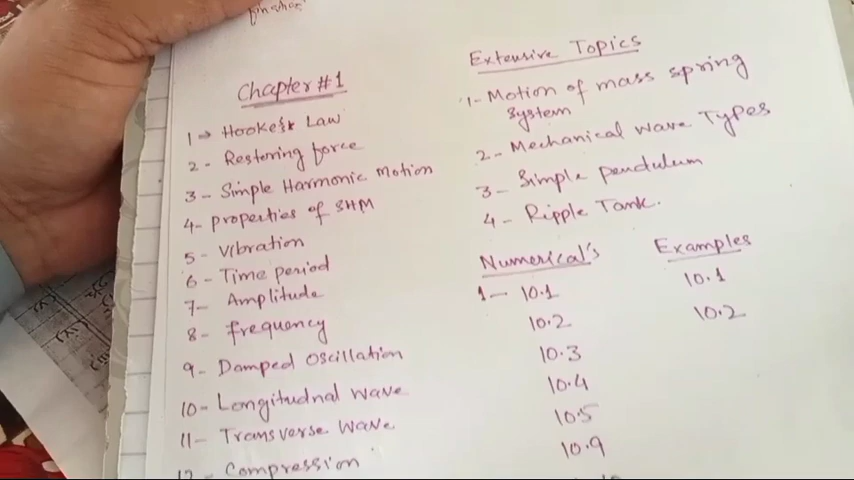 Chapter #1
1 → Hooke's Law
2 - Restering force
3 - Simple Harmonic Motion
4- properties of SHM
5 - Vibration
6 - Time period
7- Amplitude
8 - frequency
9- Damped Oscillation
10- Longitudnal wave
11- Transverse wave
12 - Compression
Extensive Topics
1- Motion of mass spring
system
2- Mechanical wave Types
3- Simple pendulum
4- Ripple Tank.
Numerical's
1- 10.1
10.2
10.3
10.4
10.5
10.9
Examples
10.1
10.2